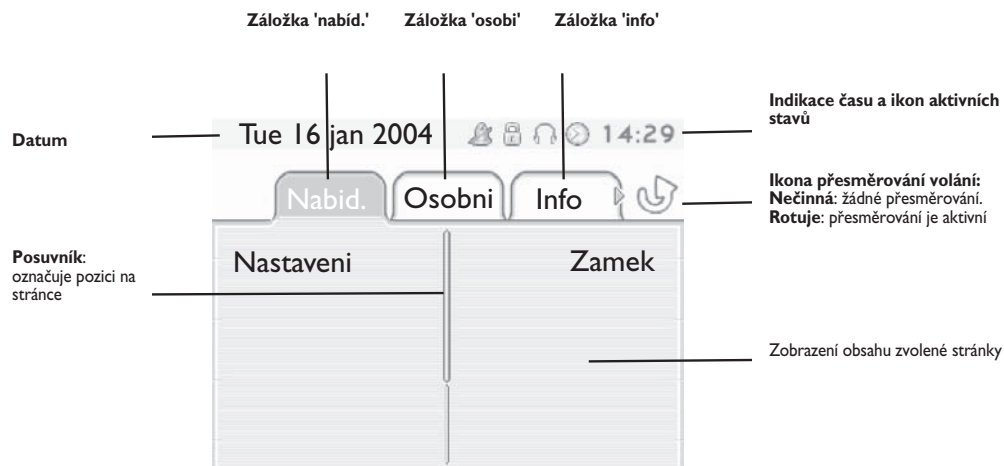 Záložka 'nabíd.' Záložka 'osobi' Záložka 'info'
Datum
Tue 16 jan 2004 14:29
Indikace času a ikon aktivních
stavů
Nabid. Osobni Info
Ikona přesměrování volání:
Nečinná: žádné přesměrování.
Rotuje: přesměrování je aktivní
Posuvník:
označuje pozici na
stránce
Nastaveni Zamek
Zobrazení obsahu zvolené stránky